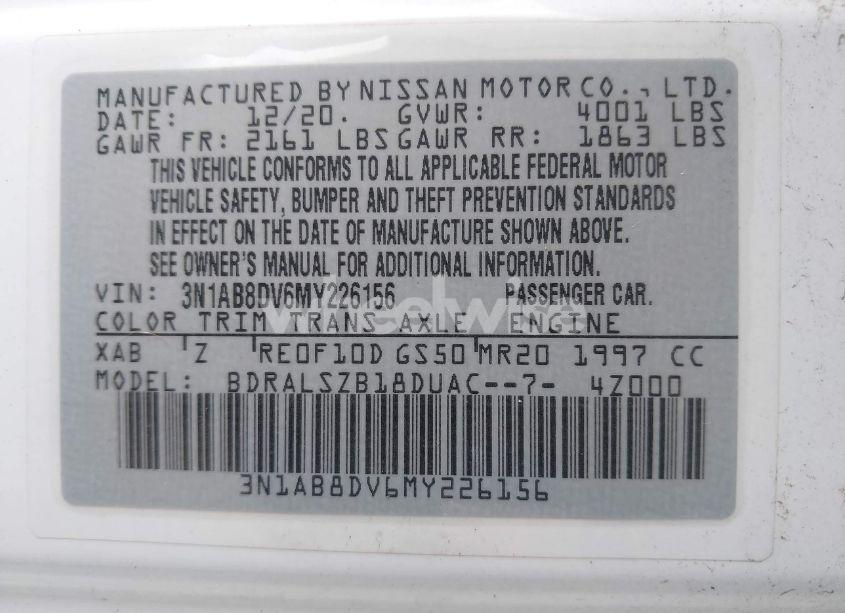 MANUFACTURED BY NISSAN MOTOR CO., LTD.
DATE: 12/20. GVWR: 4001 LBS
GAWR FR: 2161 LBS GAWR RR: 1863 LBS
THIS VEHICLE CONFORMS TO ALL APPLICABLE FEDERAL MOTOR
VEHICLE SAFETY, BUMPER AND THEFT PREVENTION STANDARDS
IN EFFECT ON THE DATE OF MANUFACTURE SHOWN ABOVE.
SEE OWNER'S MANUAL FOR ADDITIONAL INFORMATION.
VIN: 3N1AB8DV6MY226156 PASSENGER CAR.
COLOR TRIM TRANS AXLE ENGINE
XAB Z RE0F10D GS50 MR20 1997 CC
MODEL: BDRALSZB18DUAC--7- 4Z000
3N1AB8DV6MY226156